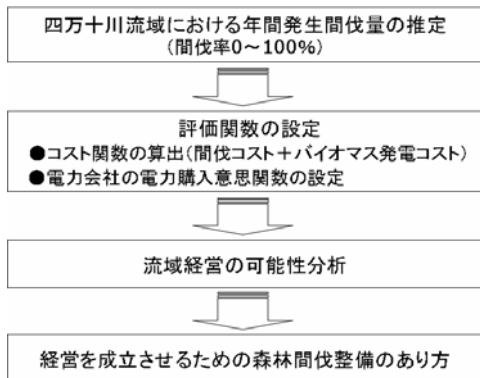 四万十川流域における年間発生間伐量の推定
(間伐率0～100%)
評価関数の設定
●コスト関数の算出(間伐コスト＋バイオマス発電コスト)
●電力会社の電力購入意思関数の設定
流域経営の可能性分析
経営を成立させるための森林間伐整備のあり方